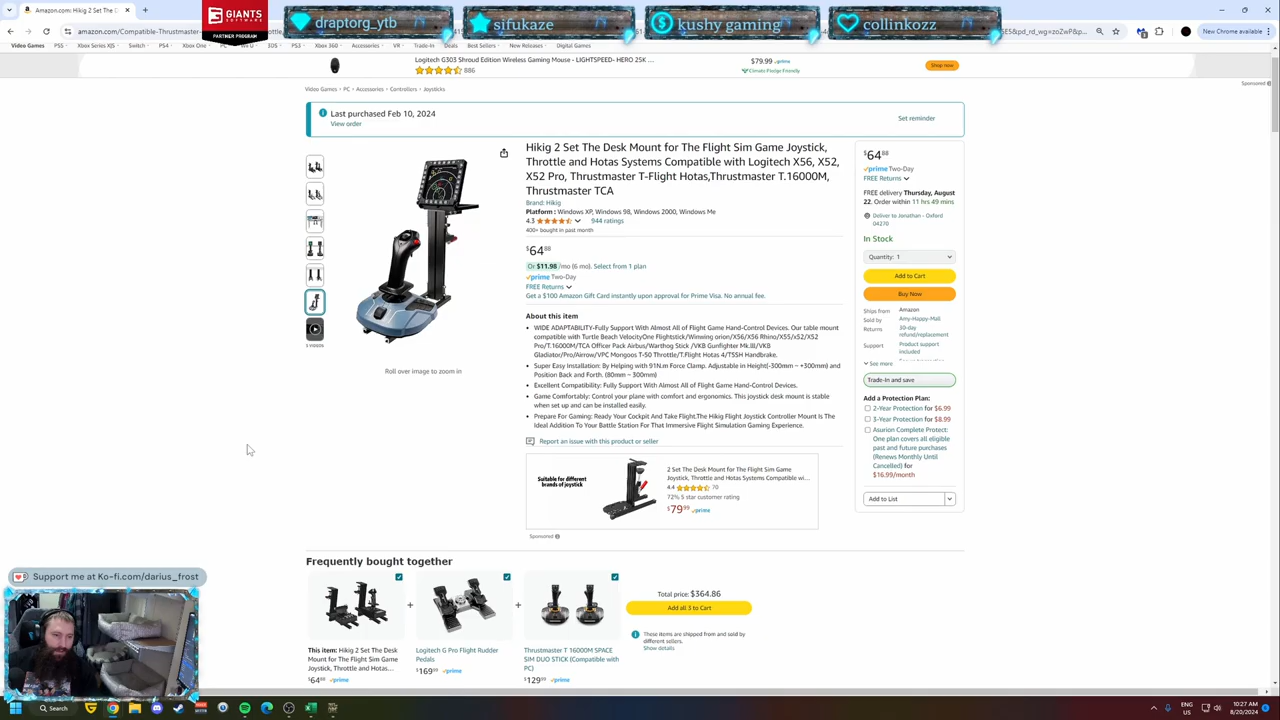 Amazon.com: Hikig 2 Set The D
GIANTS
SOFTWARE
PARTNER PROGRAM
draptorg_ytb
sifukaze
kushy gaming
collinkozz
amazon.com/Compatible-Thrustmaster-
SE5&pd_rd_wg=xoZwP&p...
New Chrome available
Video Games
PS5
Xbox Series X|S
Switch
PS4
Xbox One
PC
Wii U
3DS
PS3
Xbox 360
Accessories
VR
Trade-In
Deals
Best Sellers
New Releases
Digital Games
Logitech G303 Shroud Edition Wireless Gaming Mouse - LIGHTSPEED- HERO 25K …
886
$79.99 prime
Climate Pledge Friendly
Shop now
Sponsored
Video Games › PC › Accessories › Controllers › Joysticks
Last purchased Feb 10, 2024
View order
Set reminder
Hikig 2 Set The Desk Mount for The Flight Sim Game Joystick,
Throttle and Hotas Systems Compatible with Logitech X56, X52,
X52 Pro, Thrustmaster T-Flight Hotas,Thrustmaster T.16000M,
Thrustmaster TCA
Brand: Hikig
Platform : Windows XP, Windows 98, Windows 2000, Windows Me
4.3
944 ratings
400+ bought in past month
$64 88
Or $11.98 /mo (6 mo). Select from 1 plan
prime Two-Day
FREE Returns
Get a $100 Amazon Gift Card instantly upon approval for Prime Visa. No annual fee.
About this item
• WIDE ADAPTABILITY-Fully Support With Almost All of Flight Game Hand-Control Devices. Our table mount
compatible with Turtle Beach VelocityOne Flightstick/Winwing orion/X56/X56 Rhino/X55/x52/X52
Pro/T.16000M/TCA Officer Pack Airbus/Warthog Stick /VKB Gunfighter Mk.III/VKB
Gladiator/Pro/Airrow/VPC Mongoos T-50 Throttle/T.Flight Hotas 4/TSSH Handbrake.
• Super Easy Installation: By Helping with 91N.m Force Clamp. Adjustable in Height(-300mm ~ +300mm) and
Position Back and Forth. (80mm ~ 300mm)
• Excellent Compatibility: Fully Support With Almost All of Flight Game Hand-Control Devices.
• Game Comfortably: Control your plane with comfort and ergonomics. This joystick desk mount is stable
when set up and can be installed easily.
• Prepare For Gaming: Ready Your Cockpit And Take Flight.The Hikig Flight Joystick Controller Mount Is The
Ideal Addition To Your Battle Station For That Immersive Flight Simulation Gaming Experience.
Report an issue with this product or seller
5 VIDEOS
Roll over image to zoom in
Suitable for different
brands of joystick
2 Set The Desk Mount for The Flight Sim Game
Joystick, Throttle and Hotas Systems Compatible wi...
4.4
70
72% 5 star customer rating
$79 99 prime
Sponsored
$64 88
prime Two-Day
FREE Returns
FREE delivery Thursday, August
22. Order within 11 hrs 49 mins
Deliver to Jonathan - Oxford
04270
In Stock
Quantity: 1
Add to Cart
Buy Now
Ships from Amazon
Sold by Amy-Happy-Mall
Returns 30-day
refund/replacement
Support Product support
included
See more
Trade-In and save
Add a Protection Plan:
2-Year Protection for $6.99
3-Year Protection for $8.99
Asurion Complete Protect:
One plan covers all eligible
past and future purchases
(Renews Monthly Until
Cancelled) for
$16.99/month
Add to List
Frequently bought together
This item: Hikig 2 Set The Desk
Mount for The Flight Sim Game
Joystick, Throttle and Hotas…
$64 88 prime
+
Logitech G Pro Flight Rudder
Pedals
$169 99 prime
+
Thrustmaster T 16000M SPACE
SIM DUO STICK (Compatible with
PC)
$129 99 prime
Total price: $364.86
Add all 3 to Cart
These items are shipped from and sold by
different sellers.
Show details
Support me at Ko-fi.com/darius_frost
Search
ENG
US
10:27 AM
8/20/2024